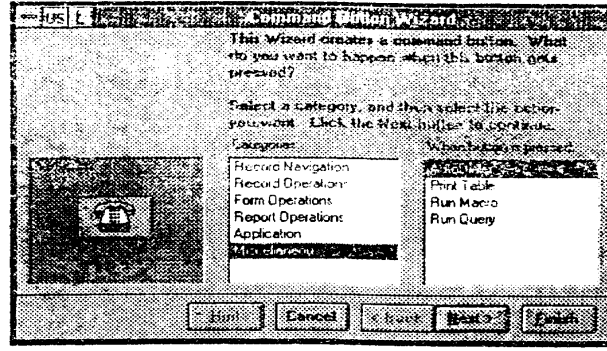 US
Command Button Wizard
This Wizard creates a command button. What
do you want to happen when this button gets
pressed?
Select a category, and then select the action
you want. Click the Next button to continue.
Categories:
When button is pressed:
Record Navigation
Record Operations
Form Operations
Report Operations
Application
Miscellaneous
Print Table
Run Macro
Run Query
Hint
Cancel
< Back
Next >
Finish